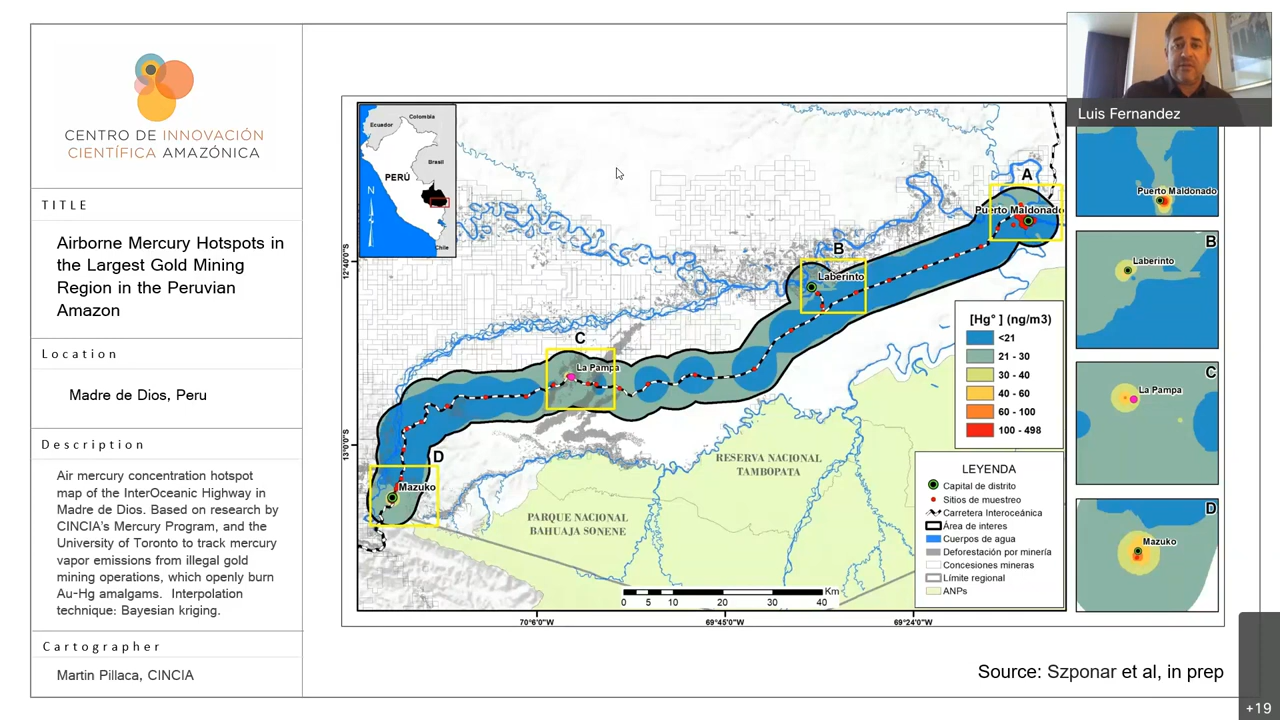 CENTRO DE INNOVACIÓN
CIENTÍFICA AMAZÓNICA
TITLE
Airborne Mercury Hotspots in
the Largest Gold Mining
Region in the Peruvian
Amazon
Location
Madre de Dios, Peru
Description
Air mercury concentration hotspot
map of the InterOceanic Highway in
Madre de Dios. Based on research by
CINCIA's Mercury Program, and the
University of Toronto to track mercury
vapor emissions from illegal gold
mining operations, which openly burn
Au-Hg amalgams. Interpolation
technique: Bayesian kriging.
Cartographer
Martin Pillaca, CINCIA
Ecuador
Colombia
Brasil
PERÚ
N
Chile
12°40'0"S
13°0'0"S
A
Puerto Maldonado
B
Laberinto
C
La Pampa
D
Mazuko
RESERVA NACIONAL
TAMBOPATA
PARQUE NACIONAL
BAHUAJA SONENE
[Hg° ] (ng/m3)
<21
21 - 30
30 - 40
40 - 60
60 - 100
100 - 498
LEYENDA
Capital de distrito
Sitios de muestreo
Carretera Interoceánica
Área de interes
Cuerpos de agua
Deforestación por minería
Concesiones mineras
Límite regional
ANPs
Km
0 5 10 20 30 40
70°6'0"W
69°45'0"W
69°24'0"W
Luis Fernandez
Puerto Maldonado
B
Laberinto
C
La Pampa
D
Mazuko
Source: Szponar et al, in prep
+19